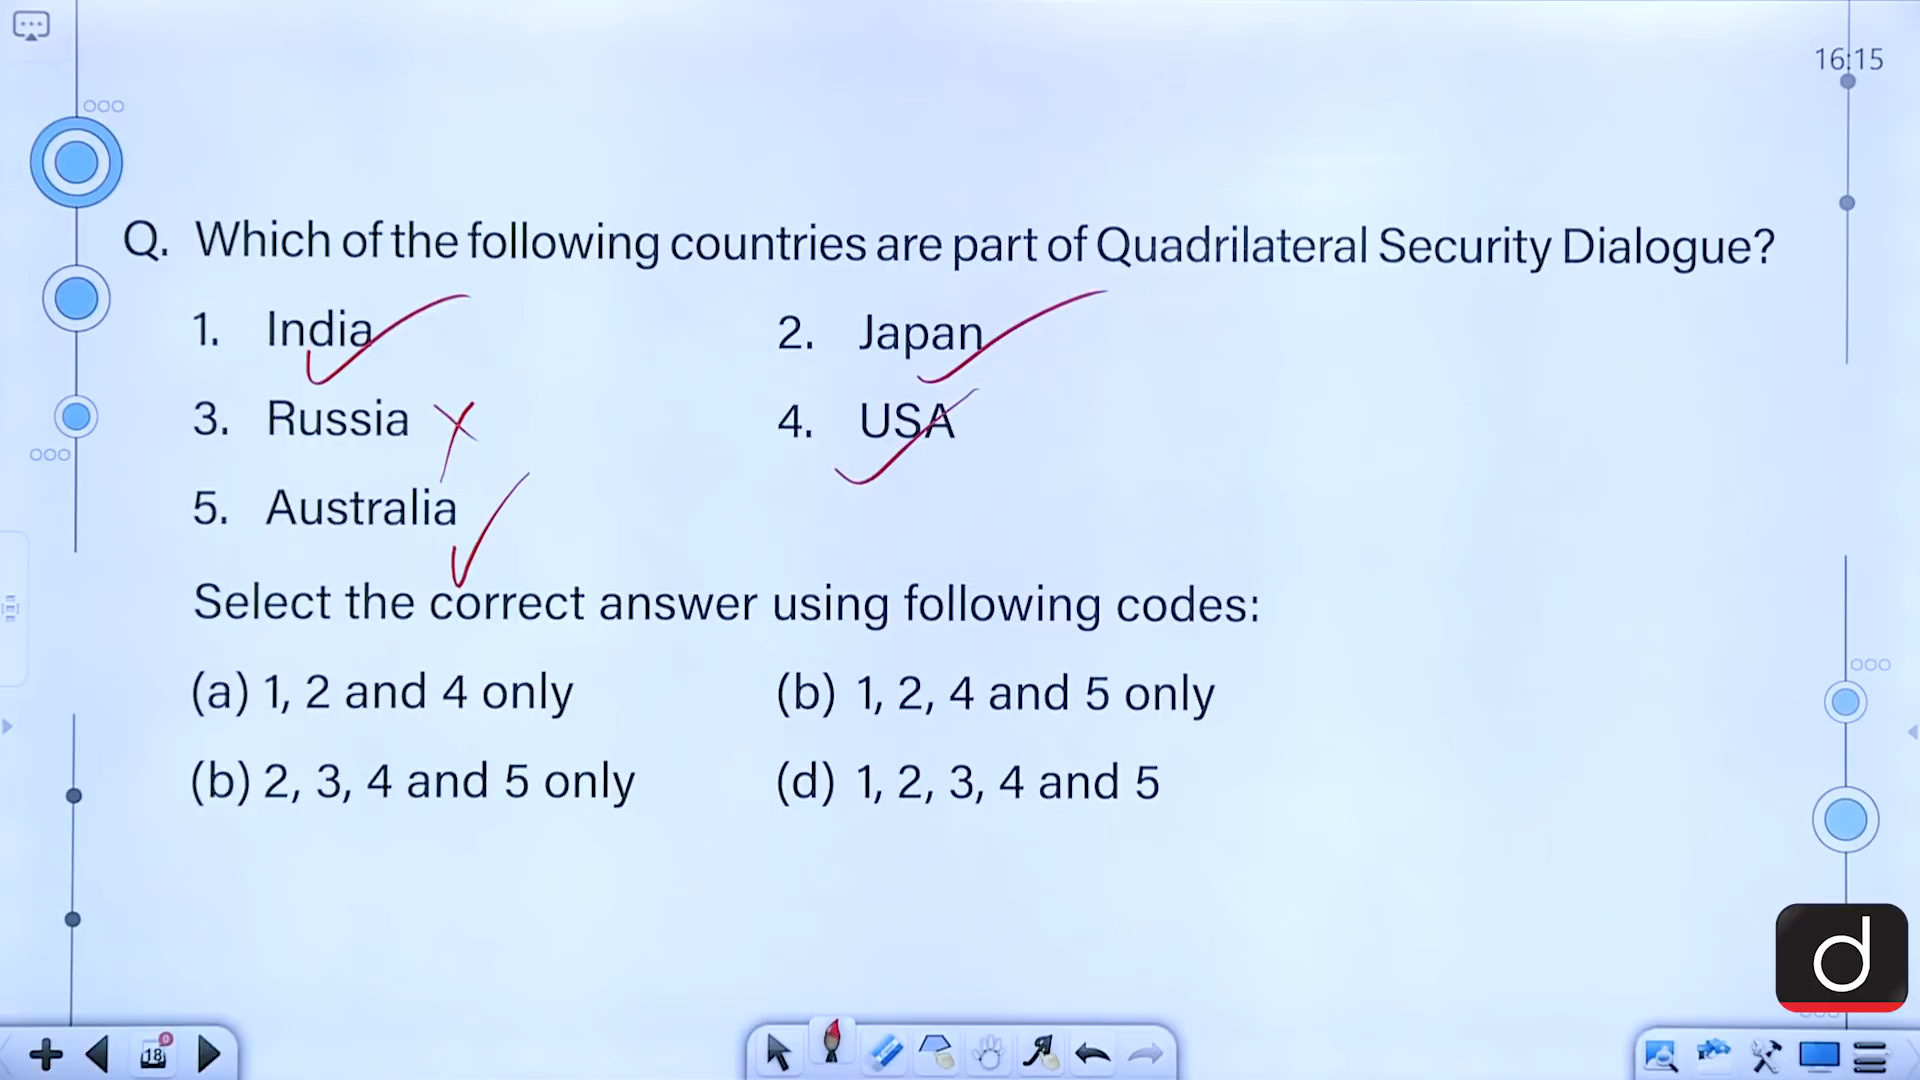 16:15
Q. Which of the following countries are part of Quadrilateral Security Dialogue?
1. India 2. Japan
3. Russia 4. USA
5. Australia
Select the correct answer using following codes:
(a) 1, 2 and 4 only (b) 1, 2, 4 and 5 only
(b) 2, 3, 4 and 5 only (d) 1, 2, 3, 4 and 5
d
18 0